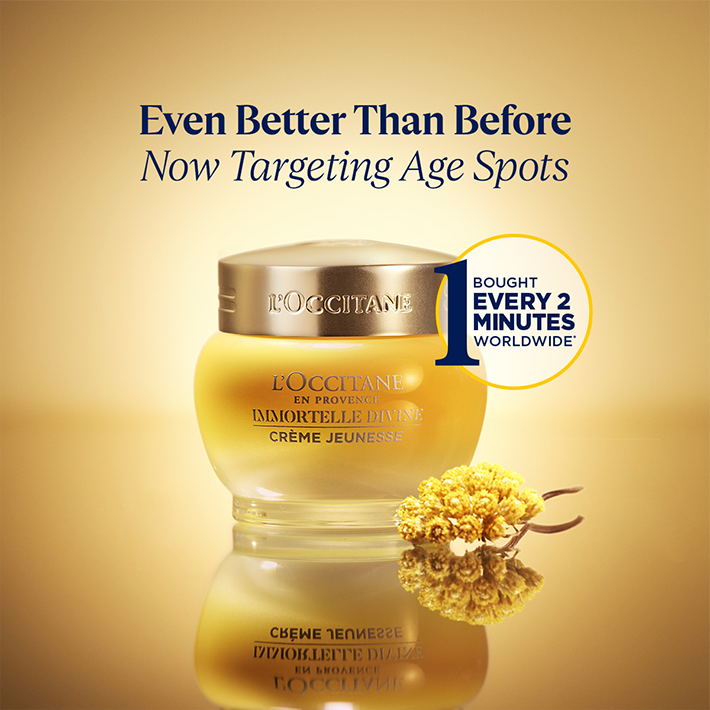 Even Better Than Before
Now Targeting Age Spots
L'OCCITANE
1 BOUGHT
EVERY 2
MINUTES
WORLDWIDE*
L'OCCITANE
EN PROVENCE
IMMORTELLE DIVINE
CRÈME JEUNESSE
CRÈME JEUNESSE
IMMORTELLE DIVINE
EN PROVENCE
L'OCCITANE